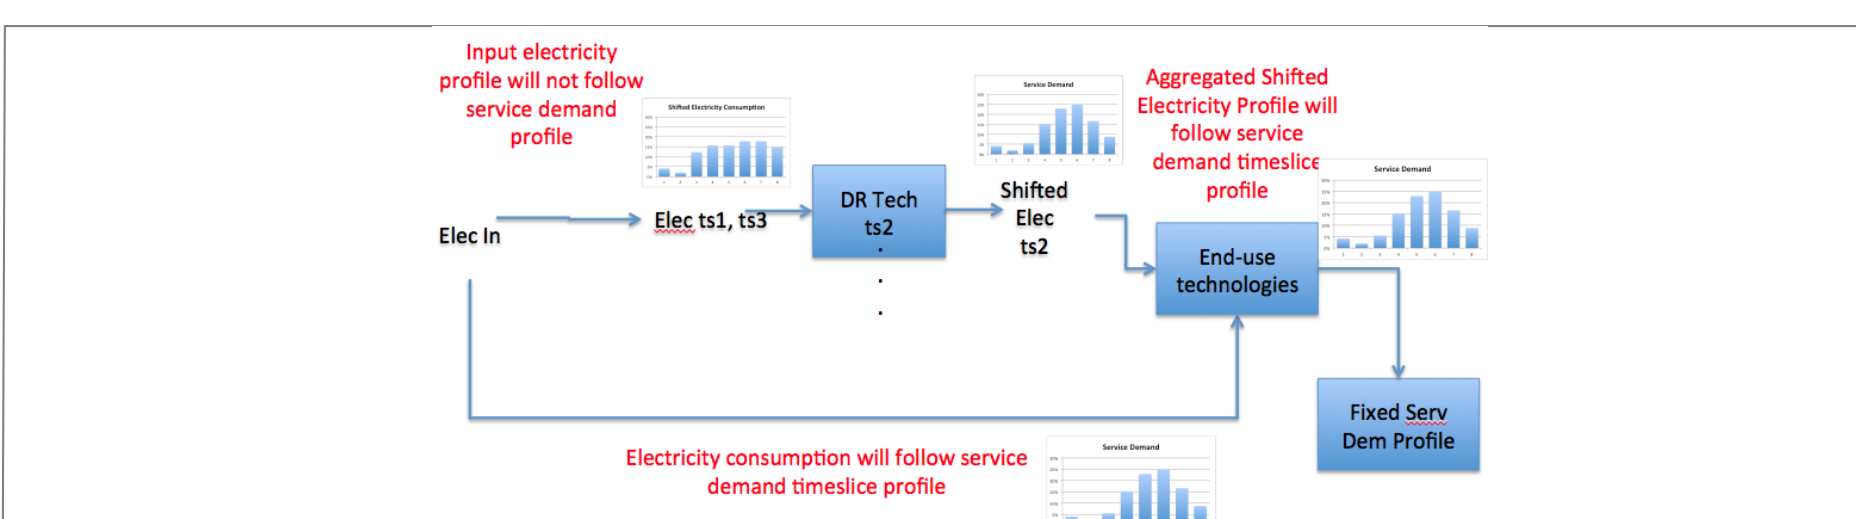 Input electricity
profile will not follow
service demand
profile
Shifted Electricity Consumption
Service Demand
Aggregated Shifted
Electricity Profile will
follow service
demand timeslice
profile
Service Demand
Elec In
Elec ts1, ts3
DR Tech
ts2
.
.
.
Shifted
Elec
ts2
End-use
technologies
Fixed Serv
Dem Profile
Electricity consumption will follow service
demand timeslice profile
Service Demand